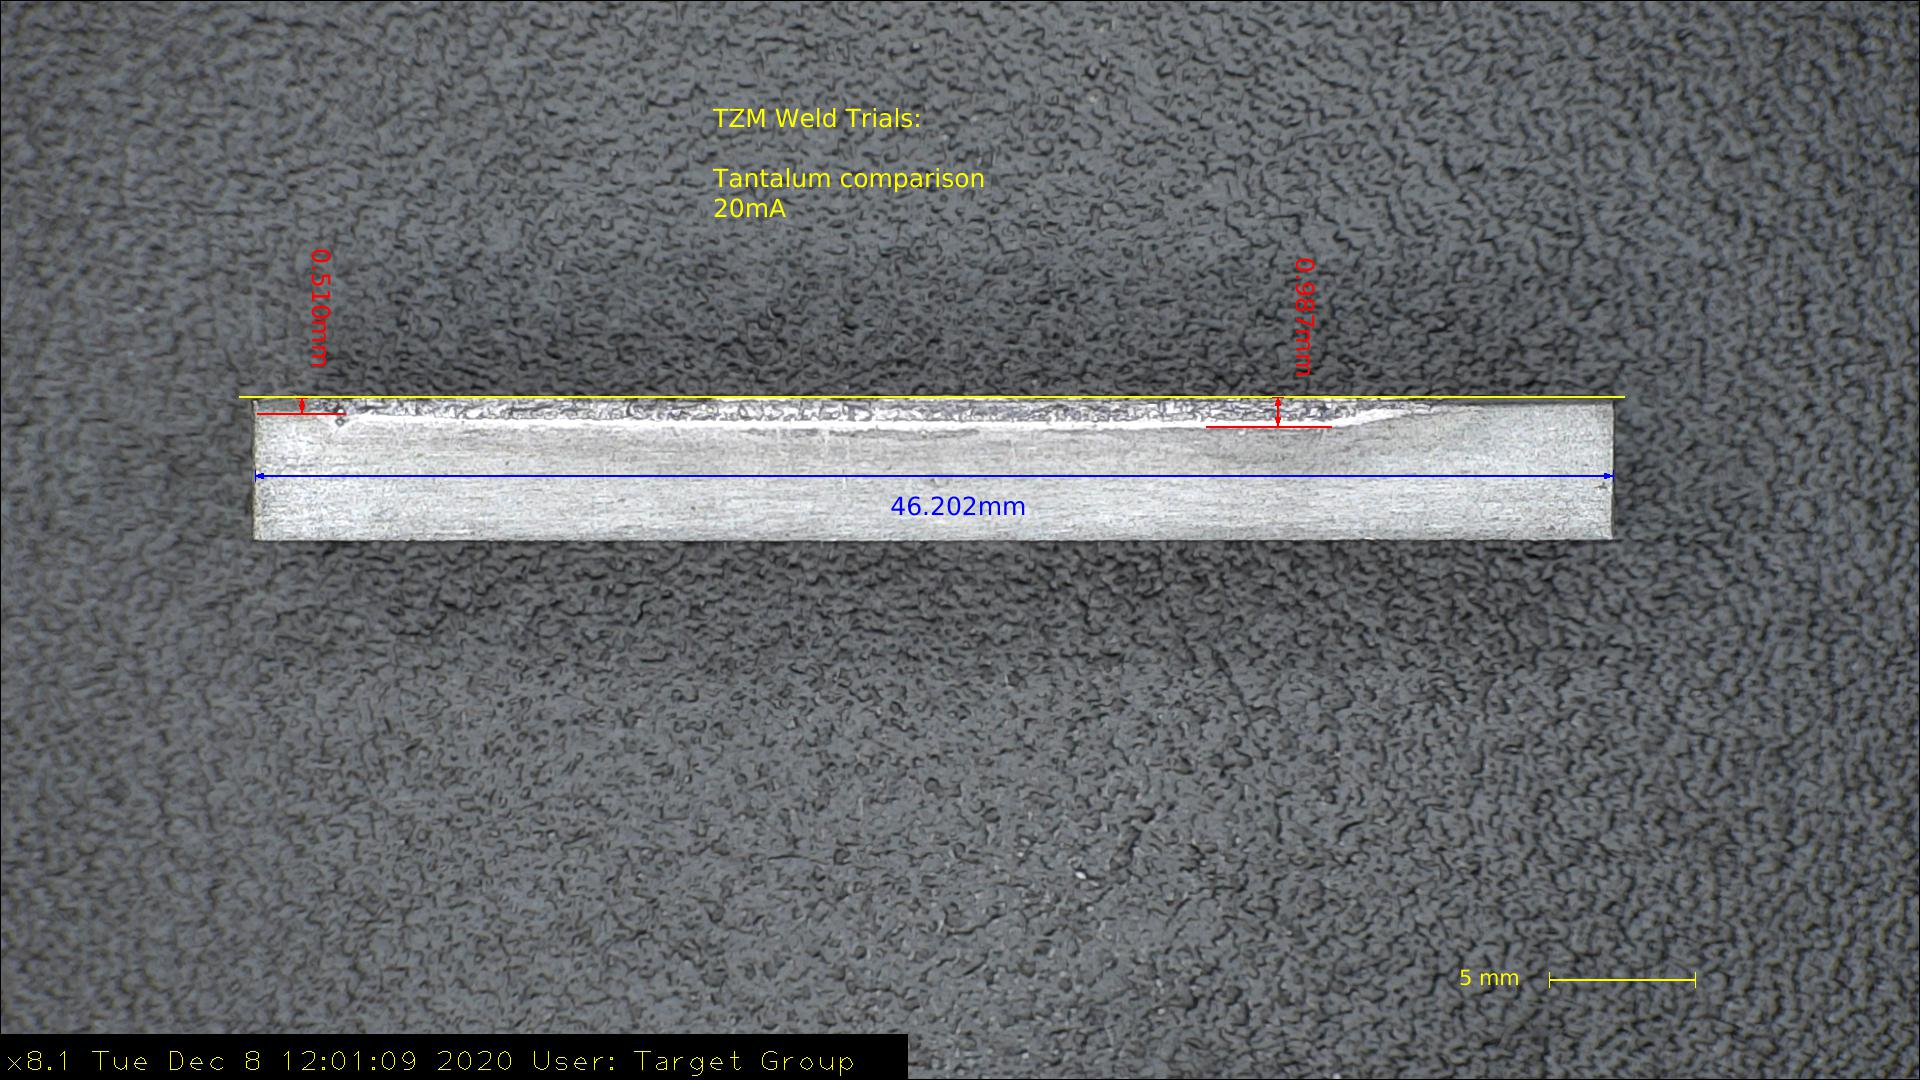 TZM Weld Trials:
Tantalum comparison
20mA
0.510mm
0.987mm
46.202mm
5 mm
x8.1 Tue Dec 8 12:01:09 2020 User: Target Group